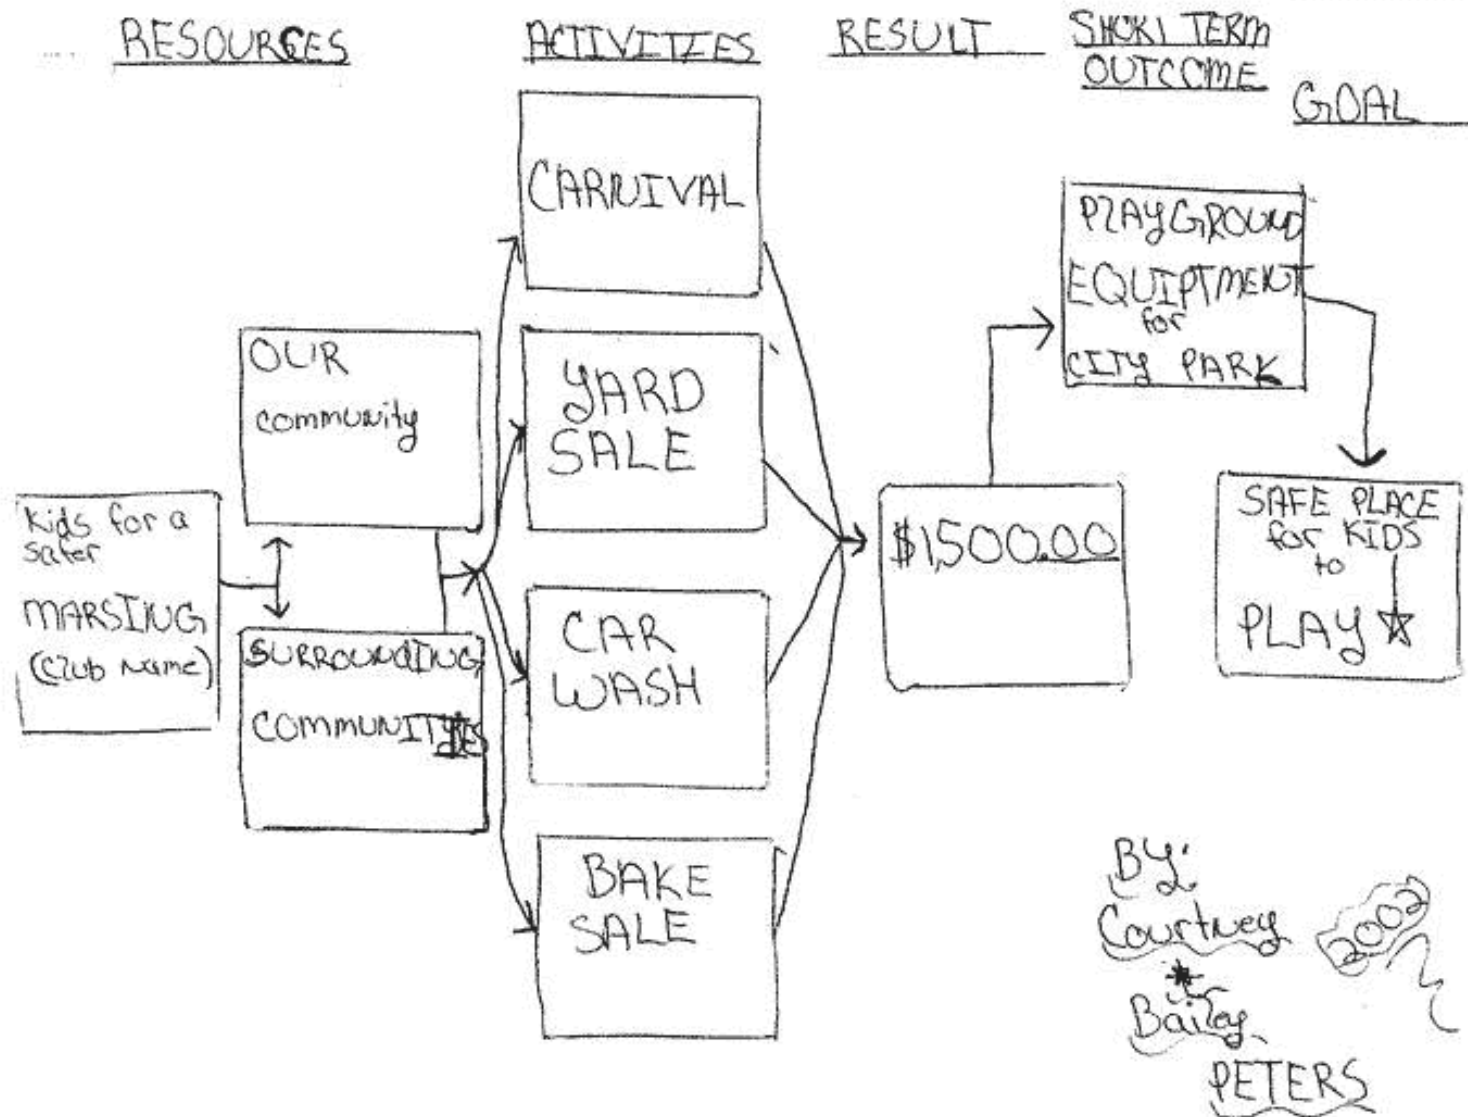 RESOURCES
ACTIVITIES
RESULT
SHORT TERM
OUTCOME
GOAL
Kids for a
safer
MARSING
(Club Name)
OUR
community
SURROUNDING
COMMUNITIES
CARNIVAL
YARD
SALE
CAR
WASH
BAKE
SALE
$1,500.00
PLAYGROUND
EQUIPTMENT
for
CITY PARK
SAFE PLACE
for KIDS
to
PLAY
BY:
Courtney
Bailey
PETERS
2002